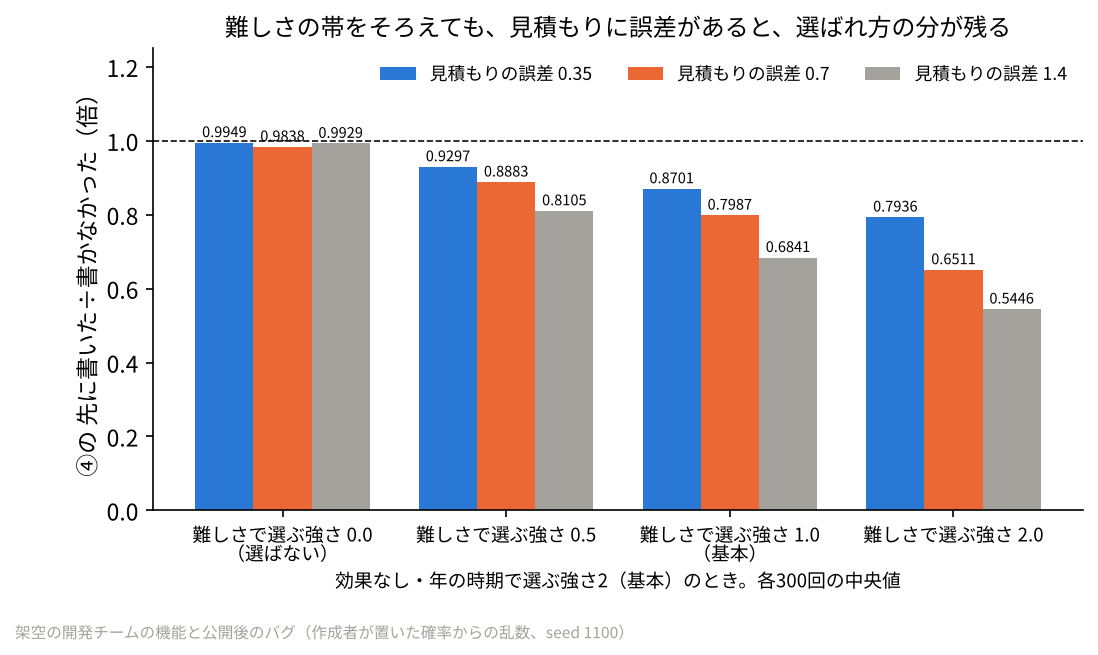 難しさの帯をそろえても、見積もりに誤差があると、選ばれ方の分が残る
見積もりの誤差 0.35
見積もりの誤差 0.7
見積もりの誤差 1.4
④の 先に書いた÷書かなかった（倍）
1.2
1.0
0.8
0.6
0.4
0.2
0.0
0.9949
0.9838
0.9929
0.9297
0.8883
0.8105
0.8701
0.7987
0.6841
0.7936
0.6511
0.5446
難しさで選ぶ強さ 0.0
（選ばない）
難しさで選ぶ強さ 0.5
難しさで選ぶ強さ 1.0
（基本）
難しさで選ぶ強さ 2.0
効果なし・年の時期で選ぶ強さ2（基本）のとき。各300回の中央値
架空の開発チームの機能と公開後のバグ（作成者が置いた確率からの乱数、seed 1100）